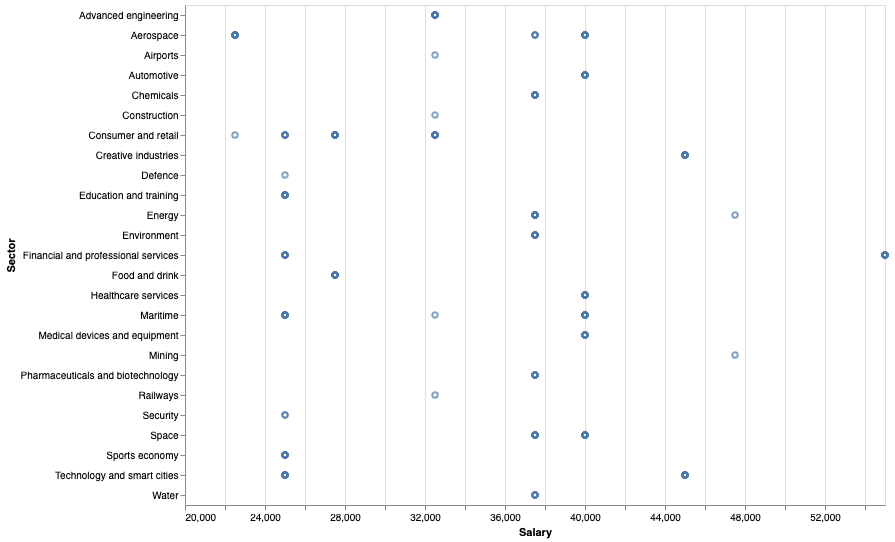 Advanced engineering
Aerospace
Airports
Automotive
Chemicals
Construction
Consumer and retail
Creative industries
Defence
Education and training
Energy
Environment
Financial and professional services
Food and drink
Healthcare services
Maritime
Medical devices and equipment
Mining
Pharmaceuticals and biotechnology
Railways
Security
Space
Sports economy
Technology and smart cities
Water
Sector
20,000 24,000 28,000 32,000 36,000 40,000 44,000 48,000 52,000
Salary